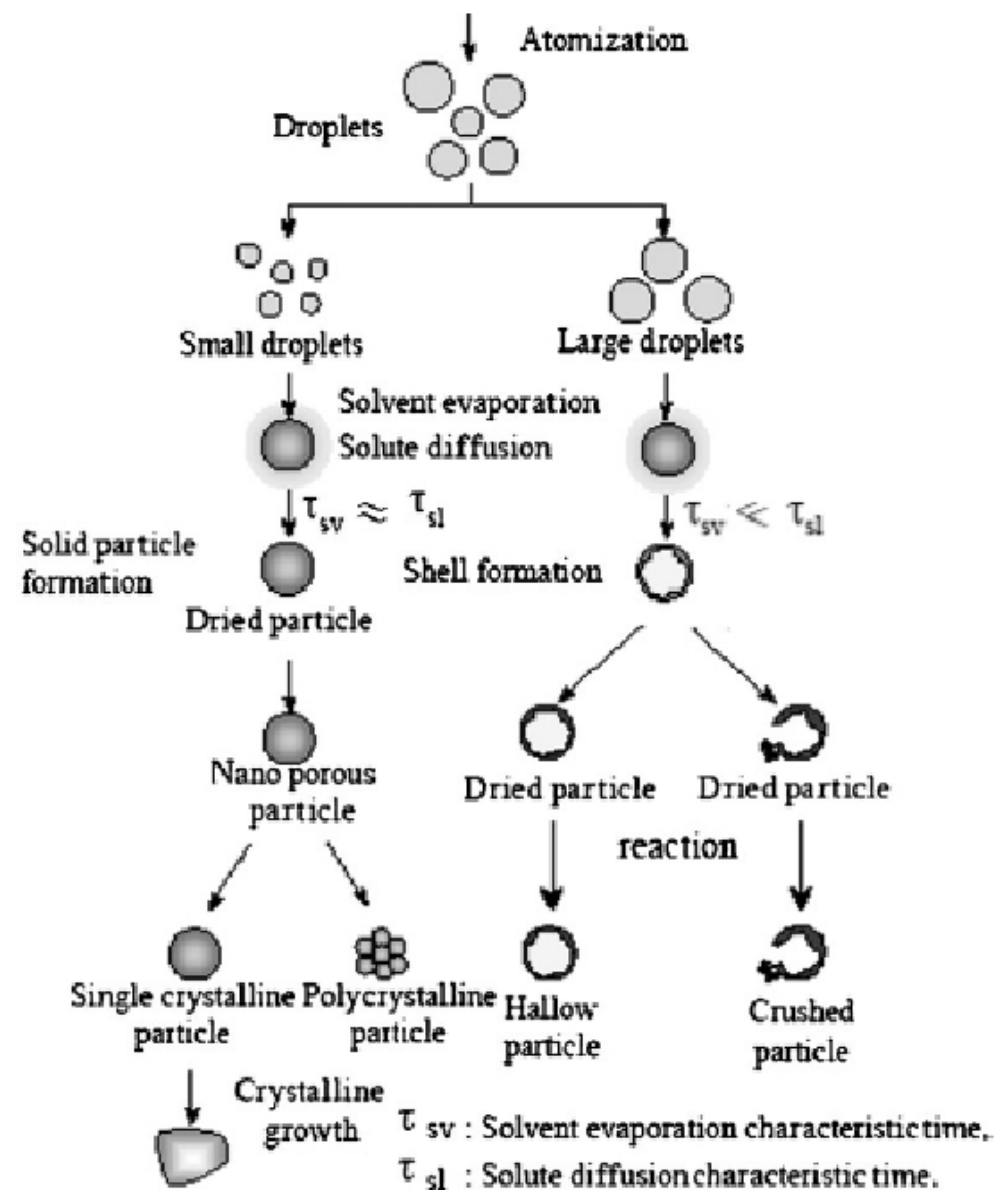 Atomization
Droplets
Small droplets
Large droplets
Solvent evaporation
Solute diffusion
τsv ≈ τsl
τsv ≪ τsl
Solid particle
formation
Shell formation
Dried particle
Nano porous
particle
Dried particle
Dried particle
reaction
Single crystalline
particle
Polycrystalline
particle
Hallow
particle
Crushed
particle
Crystalline
growth
τ sv : Solvent evaporation characteristic time,
τ sl : Solute diffusion characteristic time.